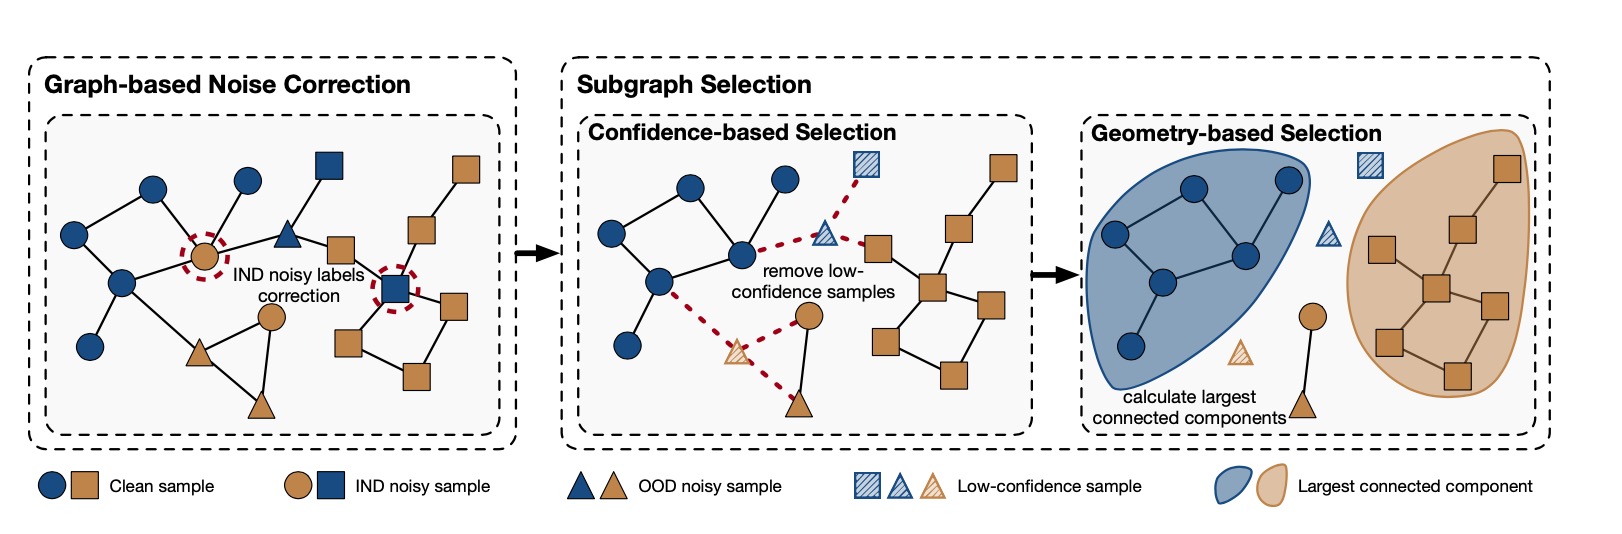 Graph-based Noise Correction
IND noisy labels
correction
Subgraph Selection
Confidence-based Selection
remove low-
confidence samples
Geometry-based Selection
calculate largest
connected components
Clean sample
IND noisy sample
OOD noisy sample
Low-confidence sample
Largest connected component